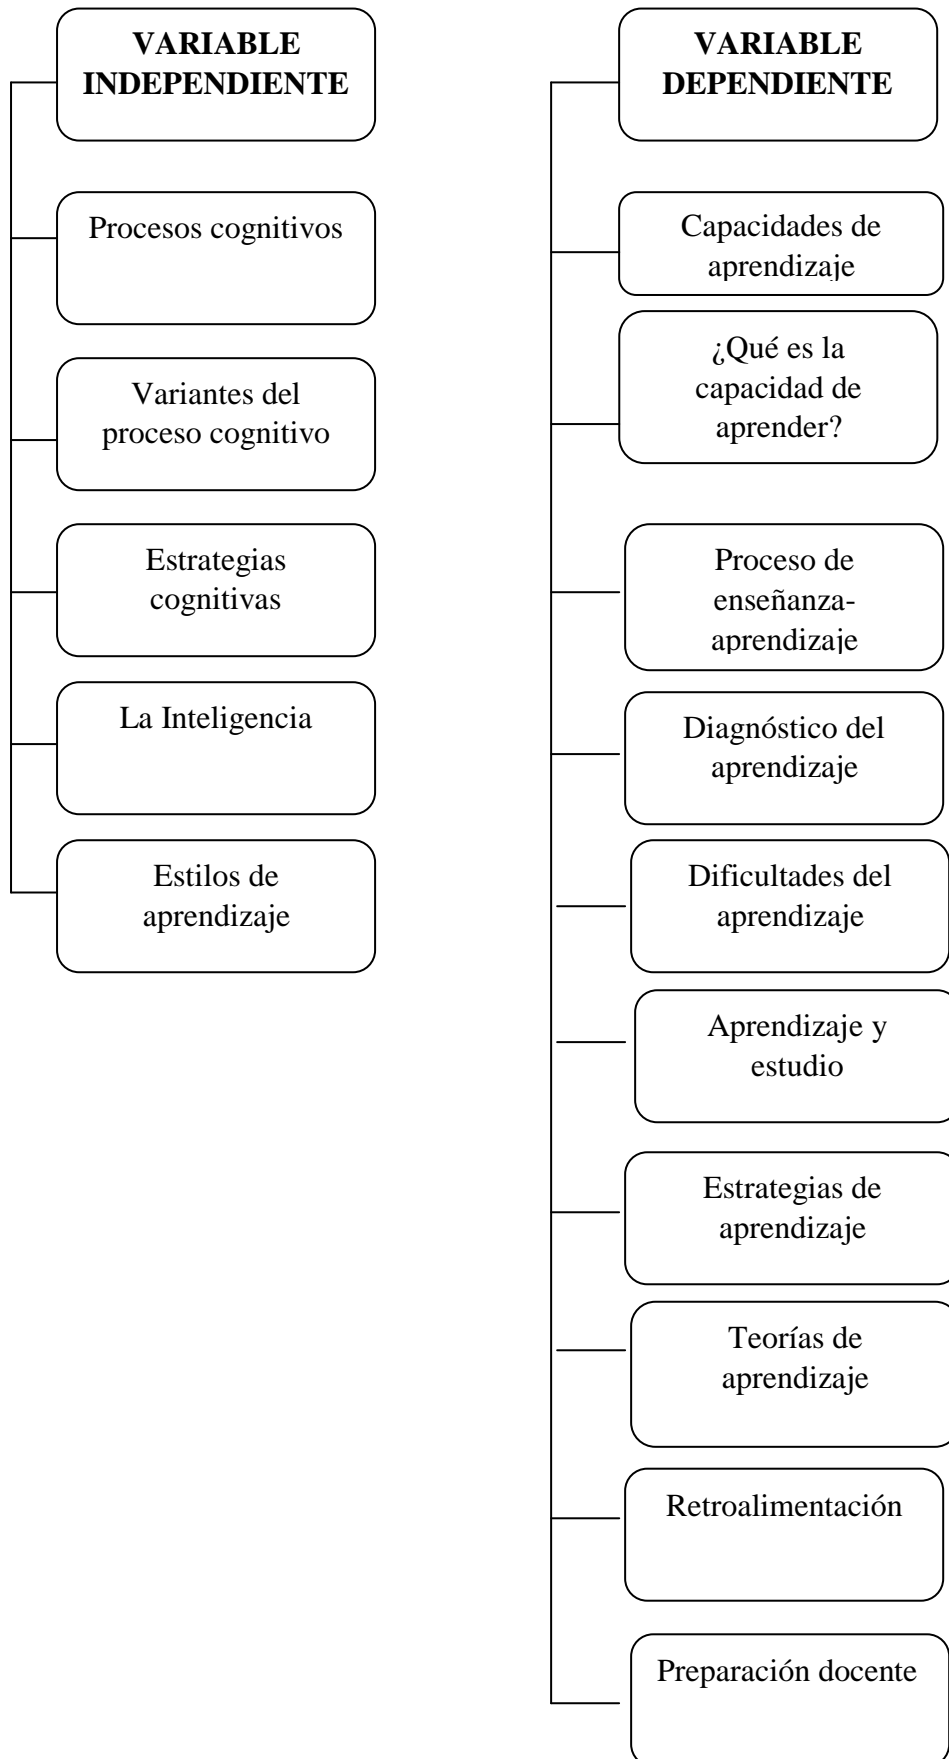 VARIABLE
INDEPENDIENTE
Procesos cognitivos
Variantes del
proceso cognitivo
Estrategias
cognitivas
La Inteligencia
Estilos de
aprendizaje
VARIABLE
DEPENDIENTE
Capacidades de
aprendizaje
¿Qué es la
capacidad de
aprender?
Proceso de
enseñanza-
aprendizaje
Diagnóstico del
aprendizaje
Dificultades del
aprendizaje
Aprendizaje y
estudio
Estrategias de
aprendizaje
Teorías de
aprendizaje
Retroalimentación
Preparación docente